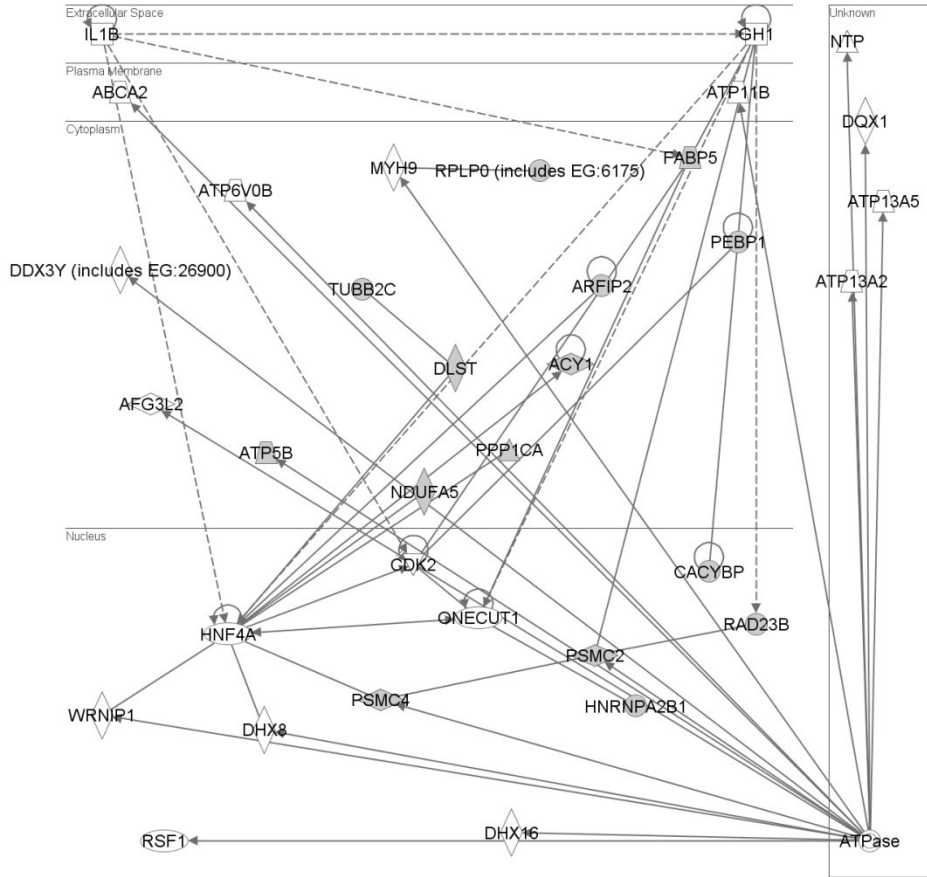 Extracellular Space
Unknown
IL1B
GH1
NTP
Plasma Membrane
ABCA2
ATP11B
Cytoplasm
DQX1
FABP5
MYH9
RPLP0 (includes EG:6175)
ATP6V0B
ATP13A5
PEBP1
DDX3Y (includes EG:26900)
TUBB2C
ARFIP2
ATP13A2
DLST
ACY1
AFG3L2
ATP5B
PPP1CA
NDUFA5
Nucleus
CDK2
CACYBP
ONECUT1
RAD23B
HNF4A
PSMC2
PSMC4
HNRNPA2B1
WRNIP1
DHX8
DHX16
RSF1
ATPase